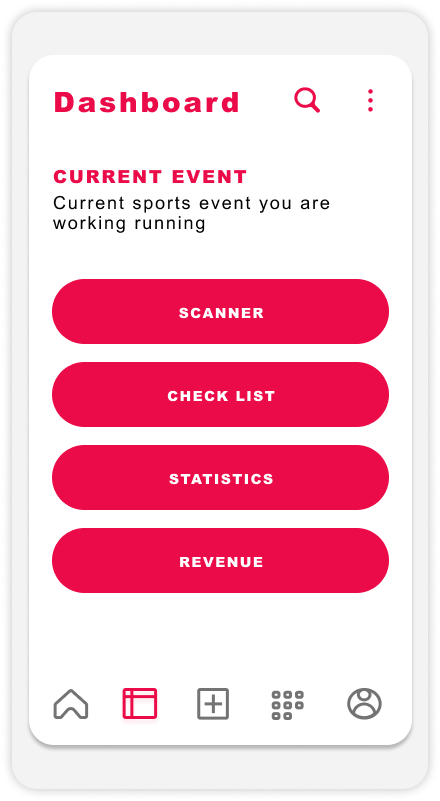 Dashboard
CURRENT EVENT
Current sports event you are
working running
SCANNER
CHECK LIST
STATISTICS
REVENUE